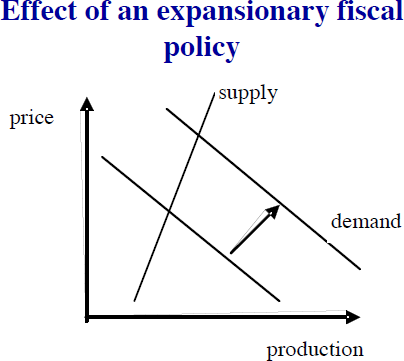 Effect of an expansionary fiscal
policy
supply
price
demand
production